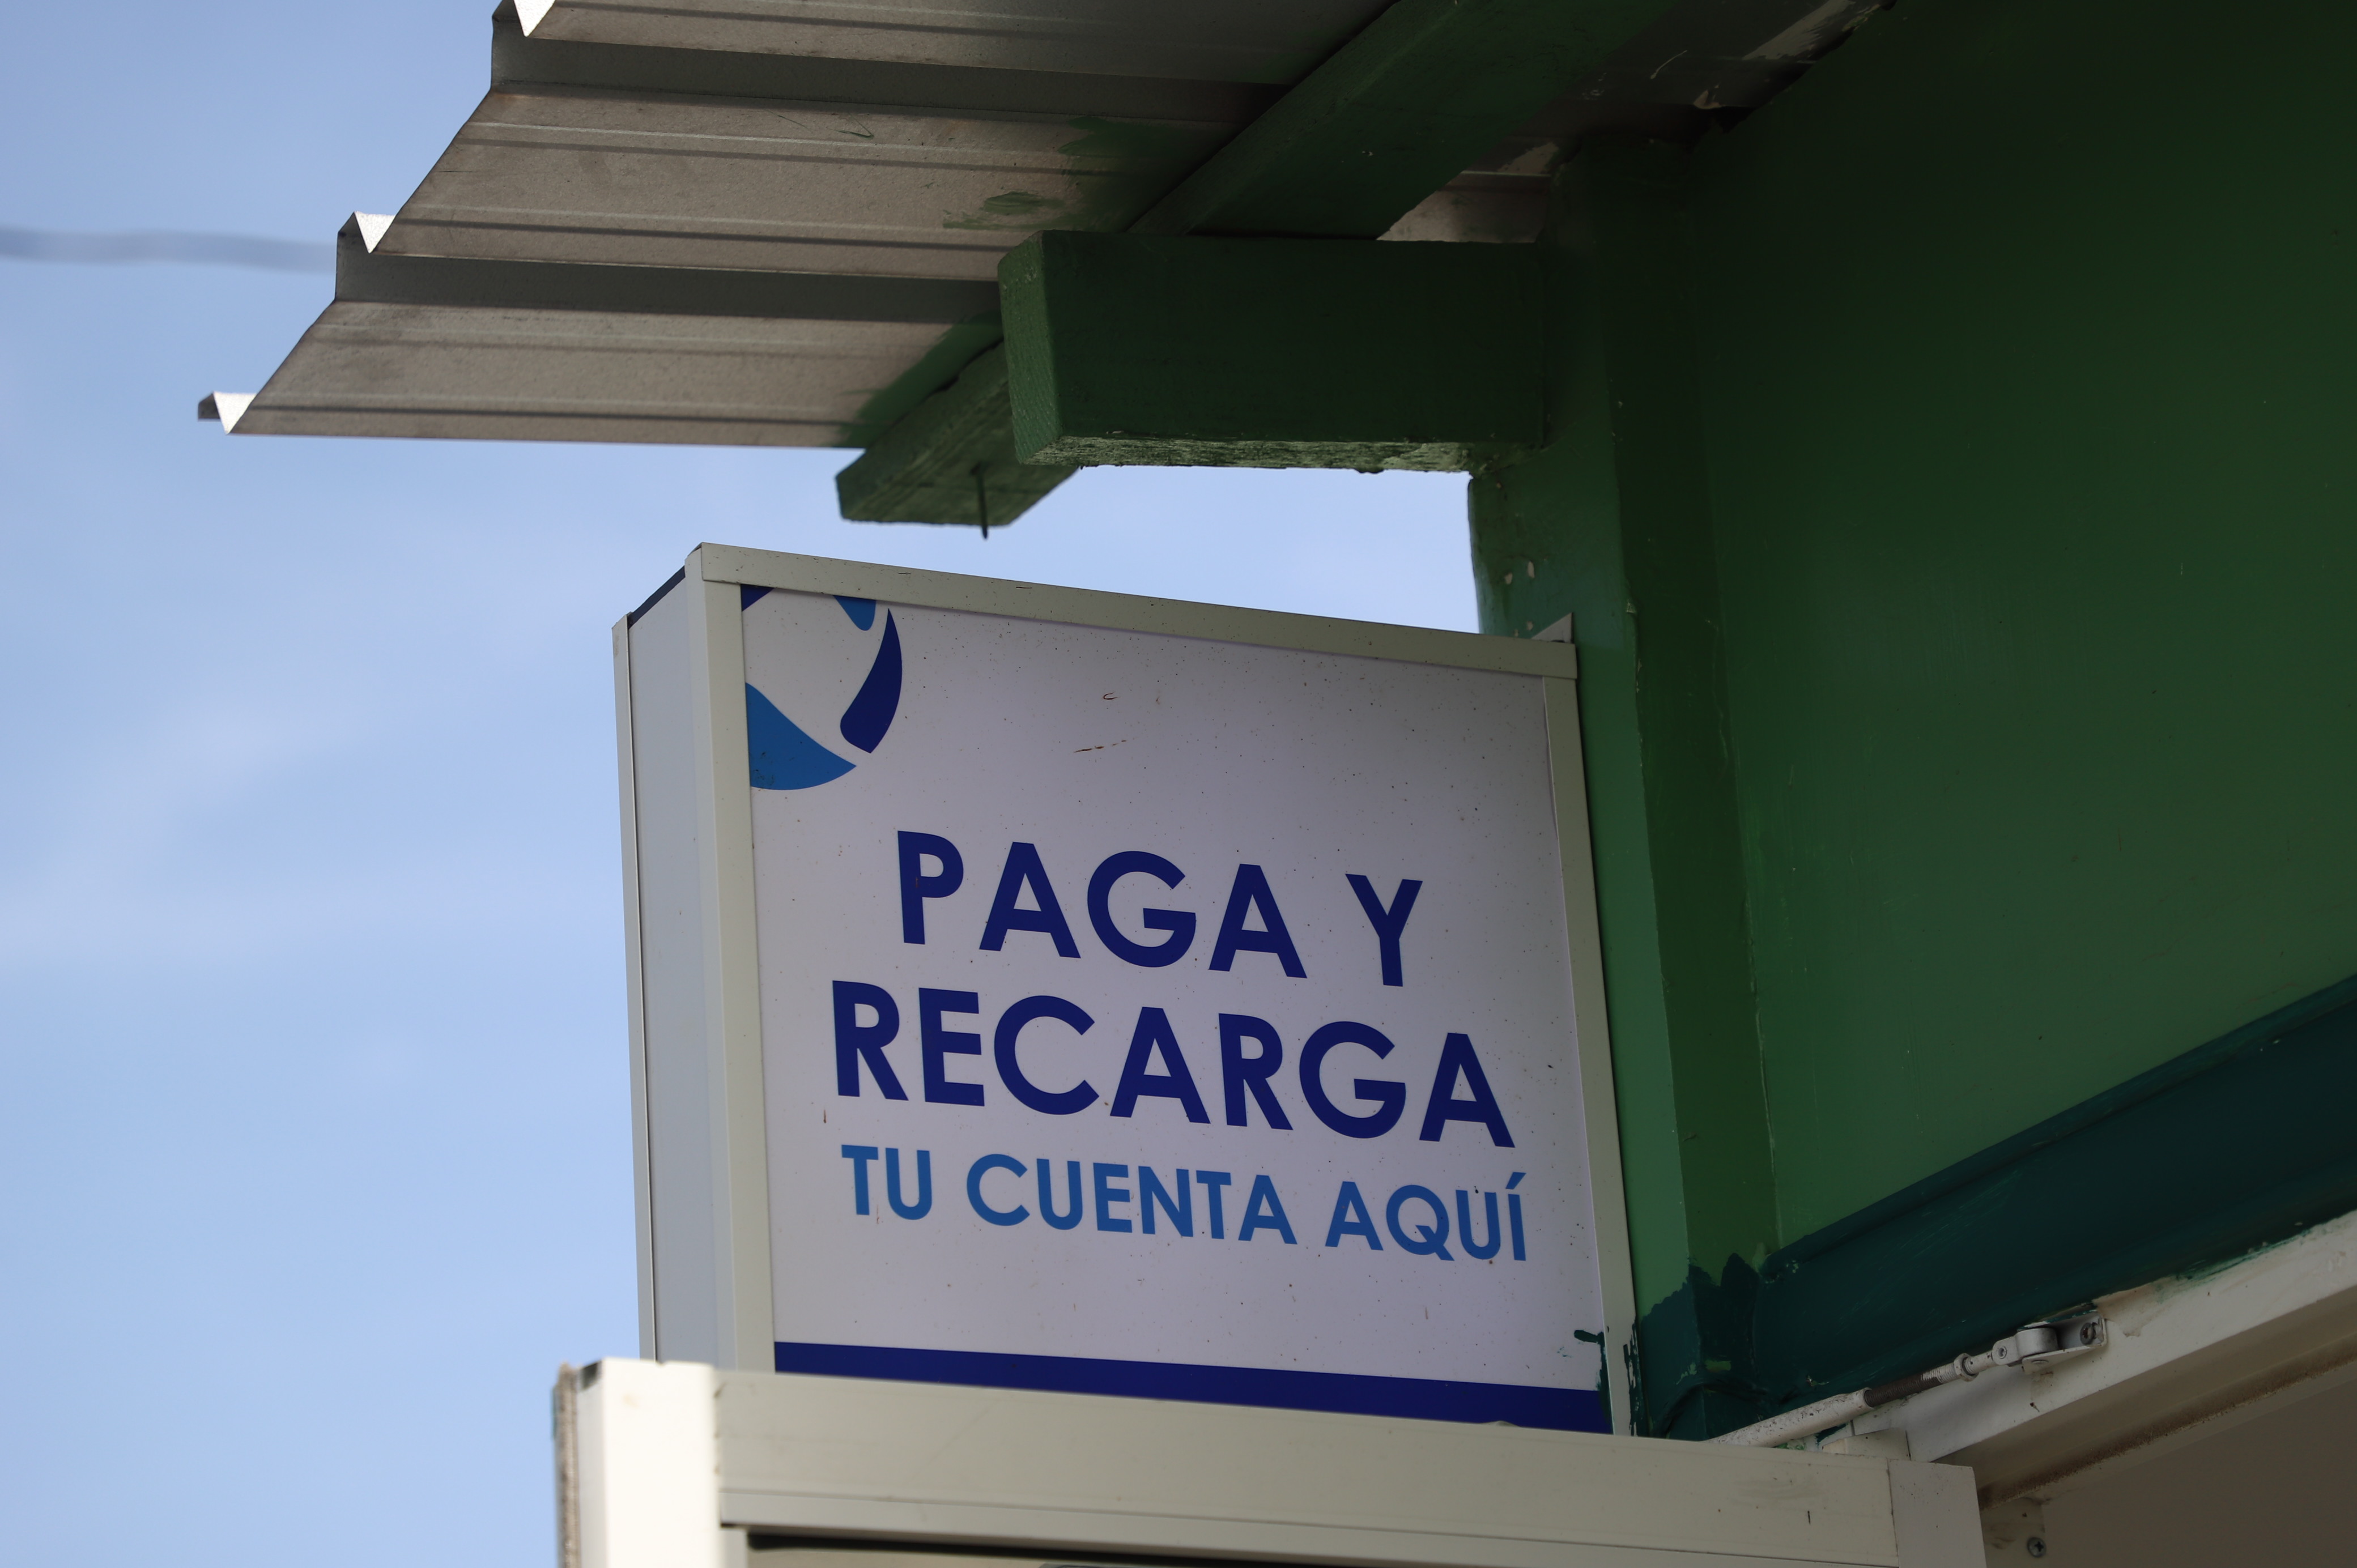 PAGA Y
RECARGA
TU CUENTA AQUÍ